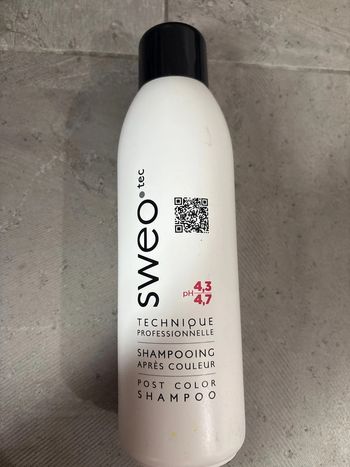 sweo tec
pH 4,3
4,7
TECHNIQUE
PROFESSIONNELLE
SHAMPOOING
APRÈS COULEUR
POST COLOR
SHAMPOO